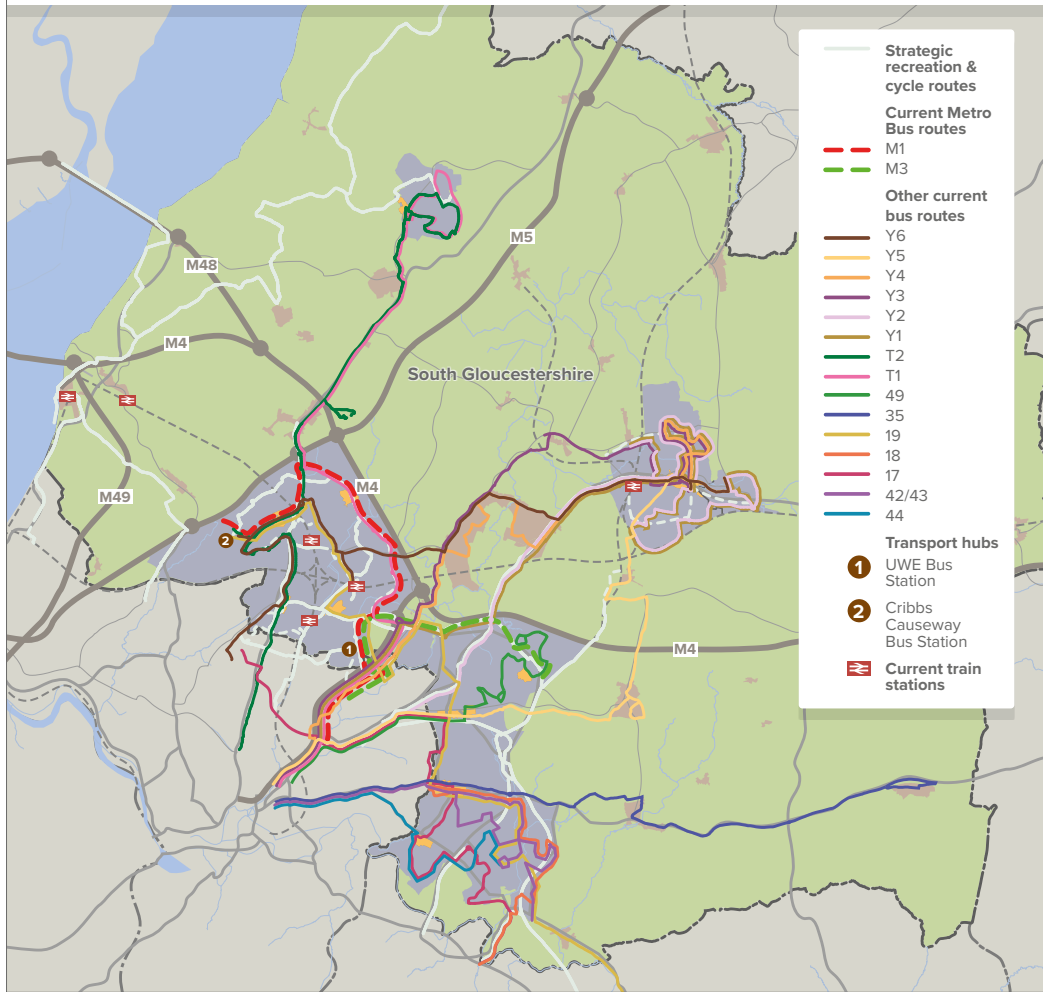 Strategic
recreation &
cycle routes
Current Metro
Bus routes
M1
M3
Other current
bus routes
Y6
Y5
Y4
Y3
Y2
Y1
T2
T1
49
35
19
18
17
42/43
44
Transport hubs
1
UWE Bus
Station
2
Cribbs
Causeway
Bus Station
Current train
stations
M5
M48
M4
South Gloucestershire
M49
M4
2
1
M4